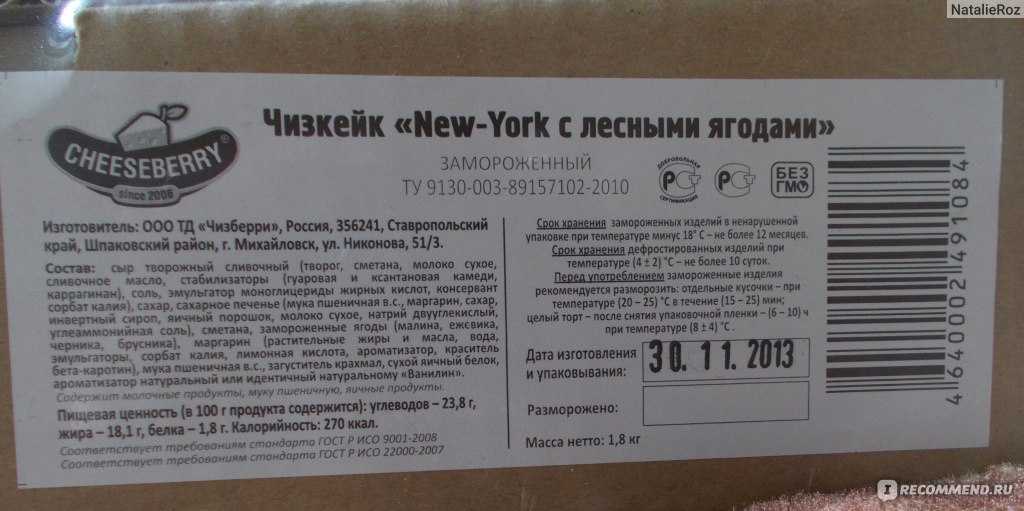 NatalieRoz
CHEESEBERRY®
since 2006
Чизкейк «New-York с лесными ягодами»
ЗАМОРОЖЕННЫЙ
ТУ 9130-003-89157102-2010
ДОБРОВОЛЬНАЯ
РСТ
СЕРТИФИКАЦИЯ
РСТ
БЕЗ
ГМО
Изготовитель: ООО ТД «Чизберри», Россия, 356241, Ставропольский
край, Шпаковский район, г. Михайловск, ул. Никонова, 51/3.
Состав: сыр творожный сливочный (творог, сметана, молоко сухое,
сливочное масло, стабилизаторы (гуаровая и ксантановая камеди,
каррагинан), соль, эмульгатор моноглицериды жирных кислот, консервант
сорбат калия), сахар, сахарное печенье (мука пшеничная в.с., маргарин, сахар,
инвертный сироп, яичный порошок, молоко сухое, натрий двууглекислый,
углеаммонийная соль), сметана, замороженные ягоды (малина, ежевика,
черника, брусника), маргарин (растительные жиры и масла, вода,
эмульгаторы, сорбат калия, лимонная кислота, ароматизатор, краситель
бета-каротин), мука пшеничная в.с., загуститель крахмал, сухой яичный белок,
ароматизатор натуральный или идентичный натуральному «Ванилин».
Содержит молочные продукты, муку пшеничную, яичные продукты.
Пищевая ценность (в 100 г продукта содержится): углеводов – 23,8 г,
жира – 18,1 г, белка – 1,8 г. Калорийность: 270 ккал.
Соответствует требованиям стандарта ГОСТ Р ИСО 9001-2008
Соответствует требованиям стандарта ГОСТ Р ИСО 22000-2007
Срок хранения замороженных изделий в ненарушенной
упаковке при температуре минус 18° С – не более 12 месяцев.
Срок хранения дефростированных изделий при
температуре (4 ± 2) °С – не более 10 суток.
Перед употреблением замороженные изделия
рекомендуется разморозить: отдельные кусочки – при
температуре (20 – 25) °С в течение (15 – 25) мин;
целый торт – после снятия упаковочной пленки – (6 – 10) ч
при температуре (8 ± 4) °С .
Дата изготовления
и упаковывания:
30. 11. 2013
Разморожено:
Масса нетто: 1,8 кг
4 640002 491084
I RECOMMEND.RU